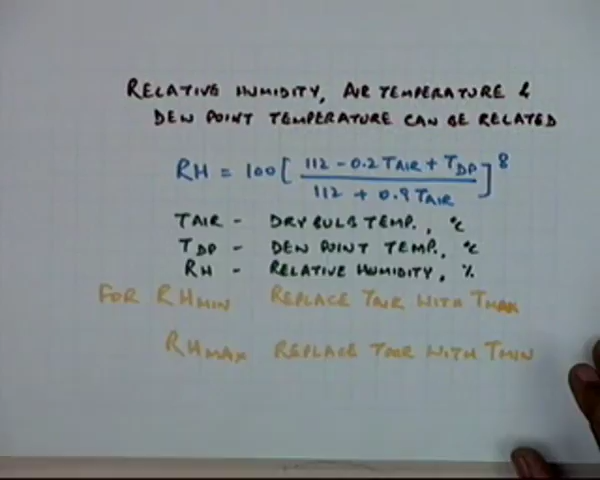 RELATIVE HUMIDITY, AIR TEMPERATURE &
DEW POINT TEMPERATURE CAN BE RELATED
RH = 100 [ (112 - 0.2 TAIR + TDP) / (112 + 0.9 TAIR) ]^8
TAIR - DRY BULB TEMP., °C
TDP - DEW POINT TEMP., °C
RH - RELATIVE HUMIDITY, %
FOR RHMIN REPLACE TAIR WITH TMAX
RHMAX REPLACE TAIR WITH TMIN